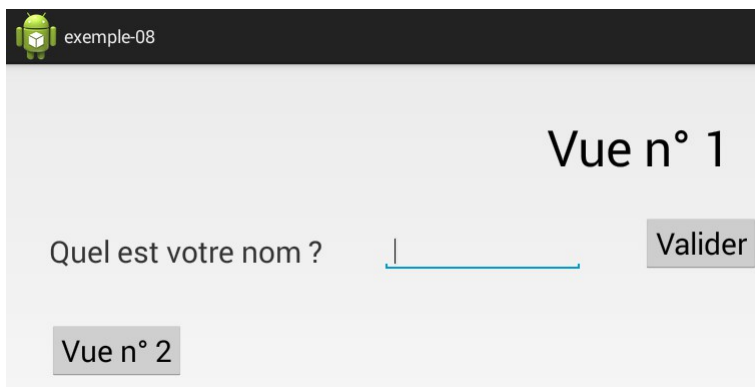 exemple-08
Vue n° 1
Quel est votre nom ?
Valider
Vue n° 2